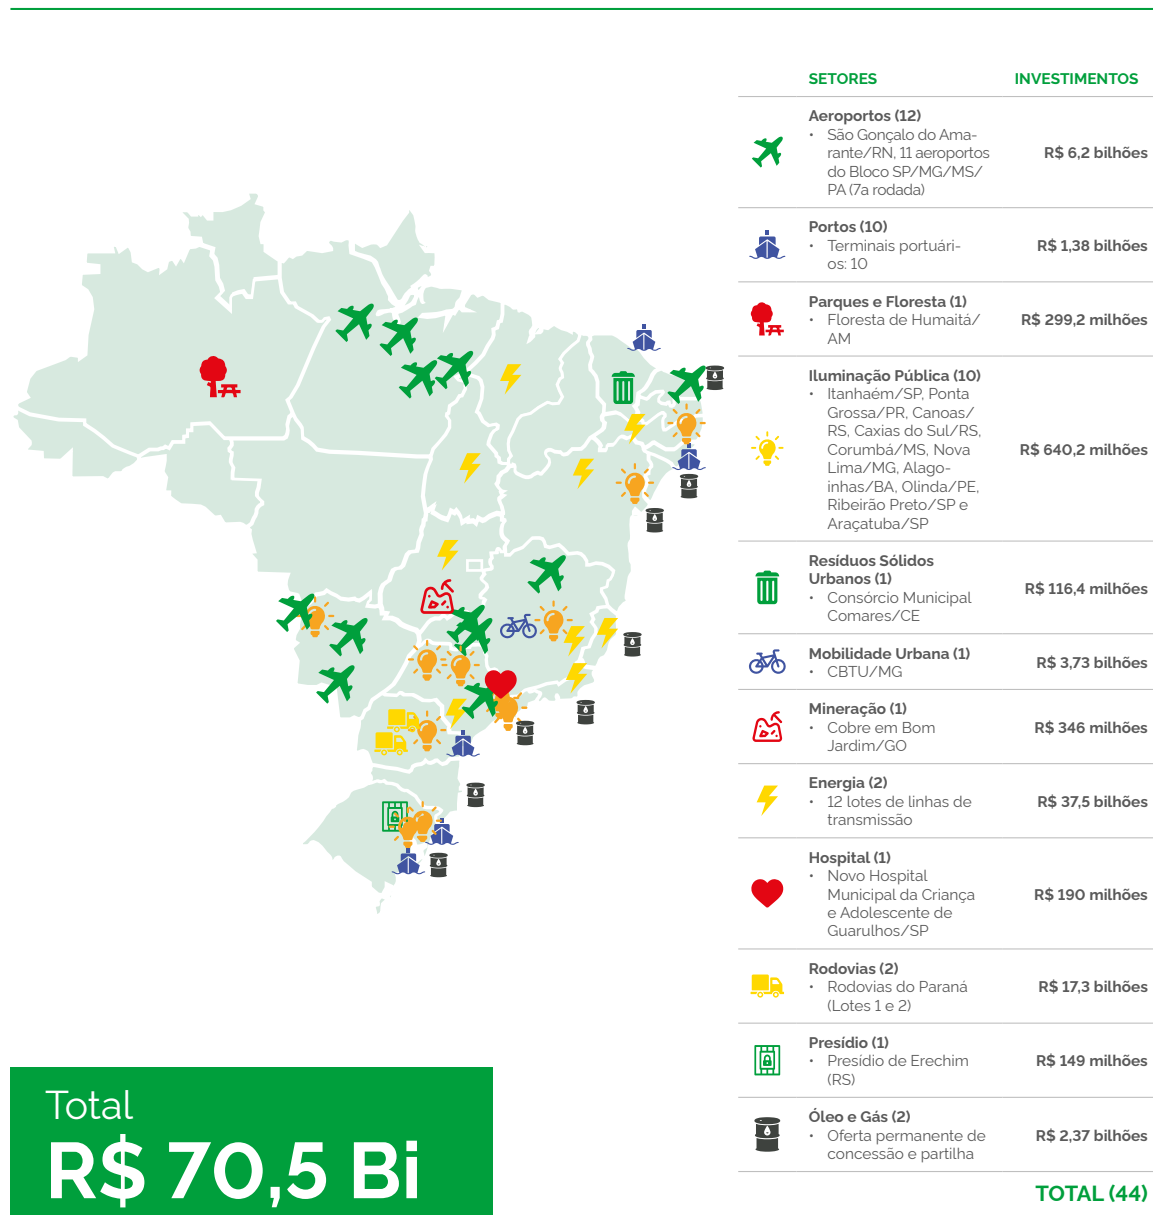 SETORES INVESTIMENTOS
Aeroportos (12)
• São Gonçalo do Ama-
rante/RN, 11 aeroportos
do Bloco SP/MG/MS/
PA (7a rodada)
R$ 6,2 bilhões
Portos (10)
• Terminais portuári-
os: 10
R$ 1,38 bilhões
Parques e Floresta (1)
• Floresta de Humaitá/
AM
R$ 299,2 milhões
Iluminação Pública (10)
• Itanhaém/SP, Ponta
Grossa/PR, Canoas/
RS, Caxias do Sul/RS,
Corumbá/MS, Nova
Lima/MG, Alago-
inhas/BA, Olinda/PE,
Ribeirão Preto/SP e
Araçatuba/SP
R$ 640,2 milhões
Resíduos Sólidos
Urbanos (1)
• Consórcio Municipal
Comares/CE
R$ 116,4 milhões
Mobilidade Urbana (1)
• CBTU/MG
R$ 3,73 bilhões
Mineração (1)
• Cobre em Bom
Jardim/GO
R$ 346 milhões
Energia (2)
• 12 lotes de linhas de
transmissão
R$ 37,5 bilhões
Hospital (1)
• Novo Hospital
Municipal da Criança
e Adolescente de
Guarulhos/SP
R$ 190 milhões
Rodovias (2)
• Rodovias do Paraná
(Lotes 1 e 2)
R$ 17,3 bilhões
Presídio (1)
• Presídio de Erechim
(RS)
R$ 149 milhões
Óleo e Gás (2)
• Oferta permanente de
concessão e partilha
R$ 2,37 bilhões
TOTAL (44)
Total
R$ 70,5 Bi